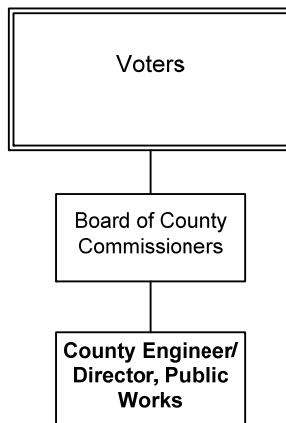 Voters
Board of County
Commissioners
County Engineer/
Director, Public
Works